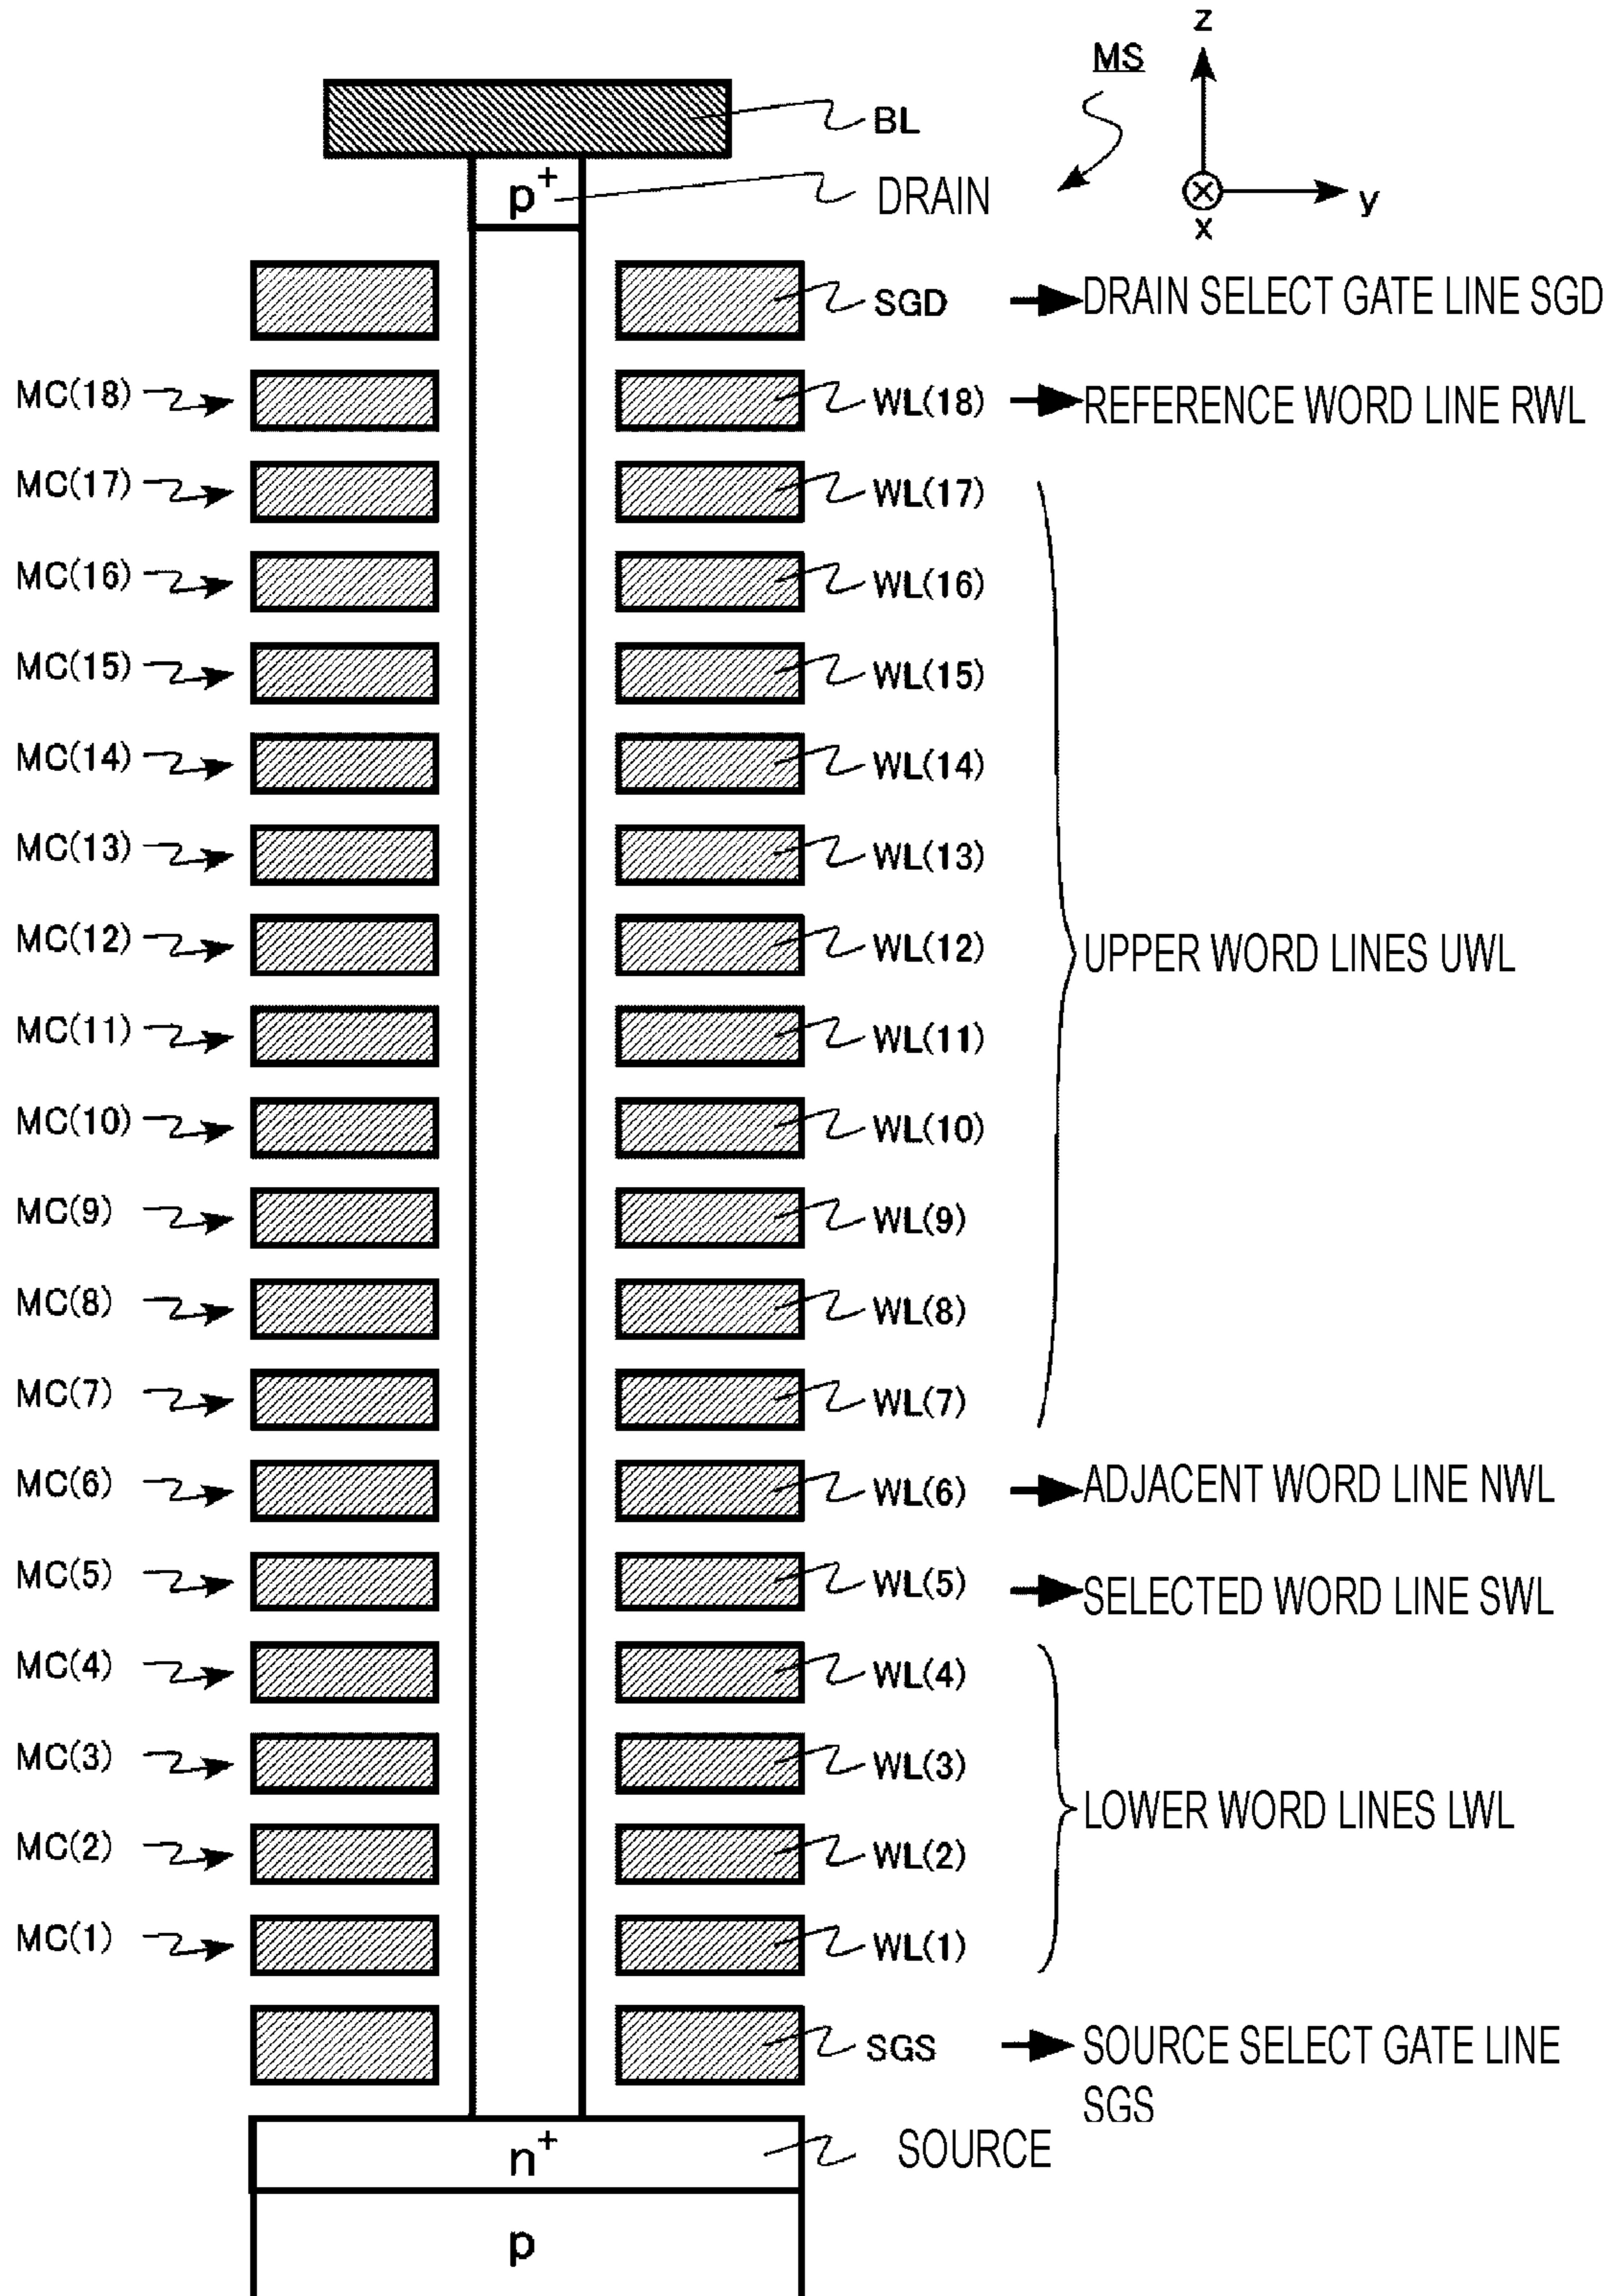 z
MS
BL
p+
DRAIN
y
x
SGD
DRAIN SELECT GATE LINE SGD
MC(18)
WL(18)
REFERENCE WORD LINE RWL
MC(17)
WL(17)
MC(16)
WL(16)
MC(15)
WL(15)
MC(14)
WL(14)
MC(13)
WL(13)
MC(12)
WL(12)
UPPER WORD LINES UWL
MC(11)
WL(11)
MC(10)
WL(10)
MC(9)
WL(9)
MC(8)
WL(8)
MC(7)
WL(7)
MC(6)
WL(6)
ADJACENT WORD LINE NWL
MC(5)
WL(5)
SELECTED WORD LINE SWL
MC(4)
WL(4)
MC(3)
WL(3)
LOWER WORD LINES LWL
MC(2)
WL(2)
MC(1)
WL(1)
SGS
SOURCE SELECT GATE LINE
SGS
n+
SOURCE
p